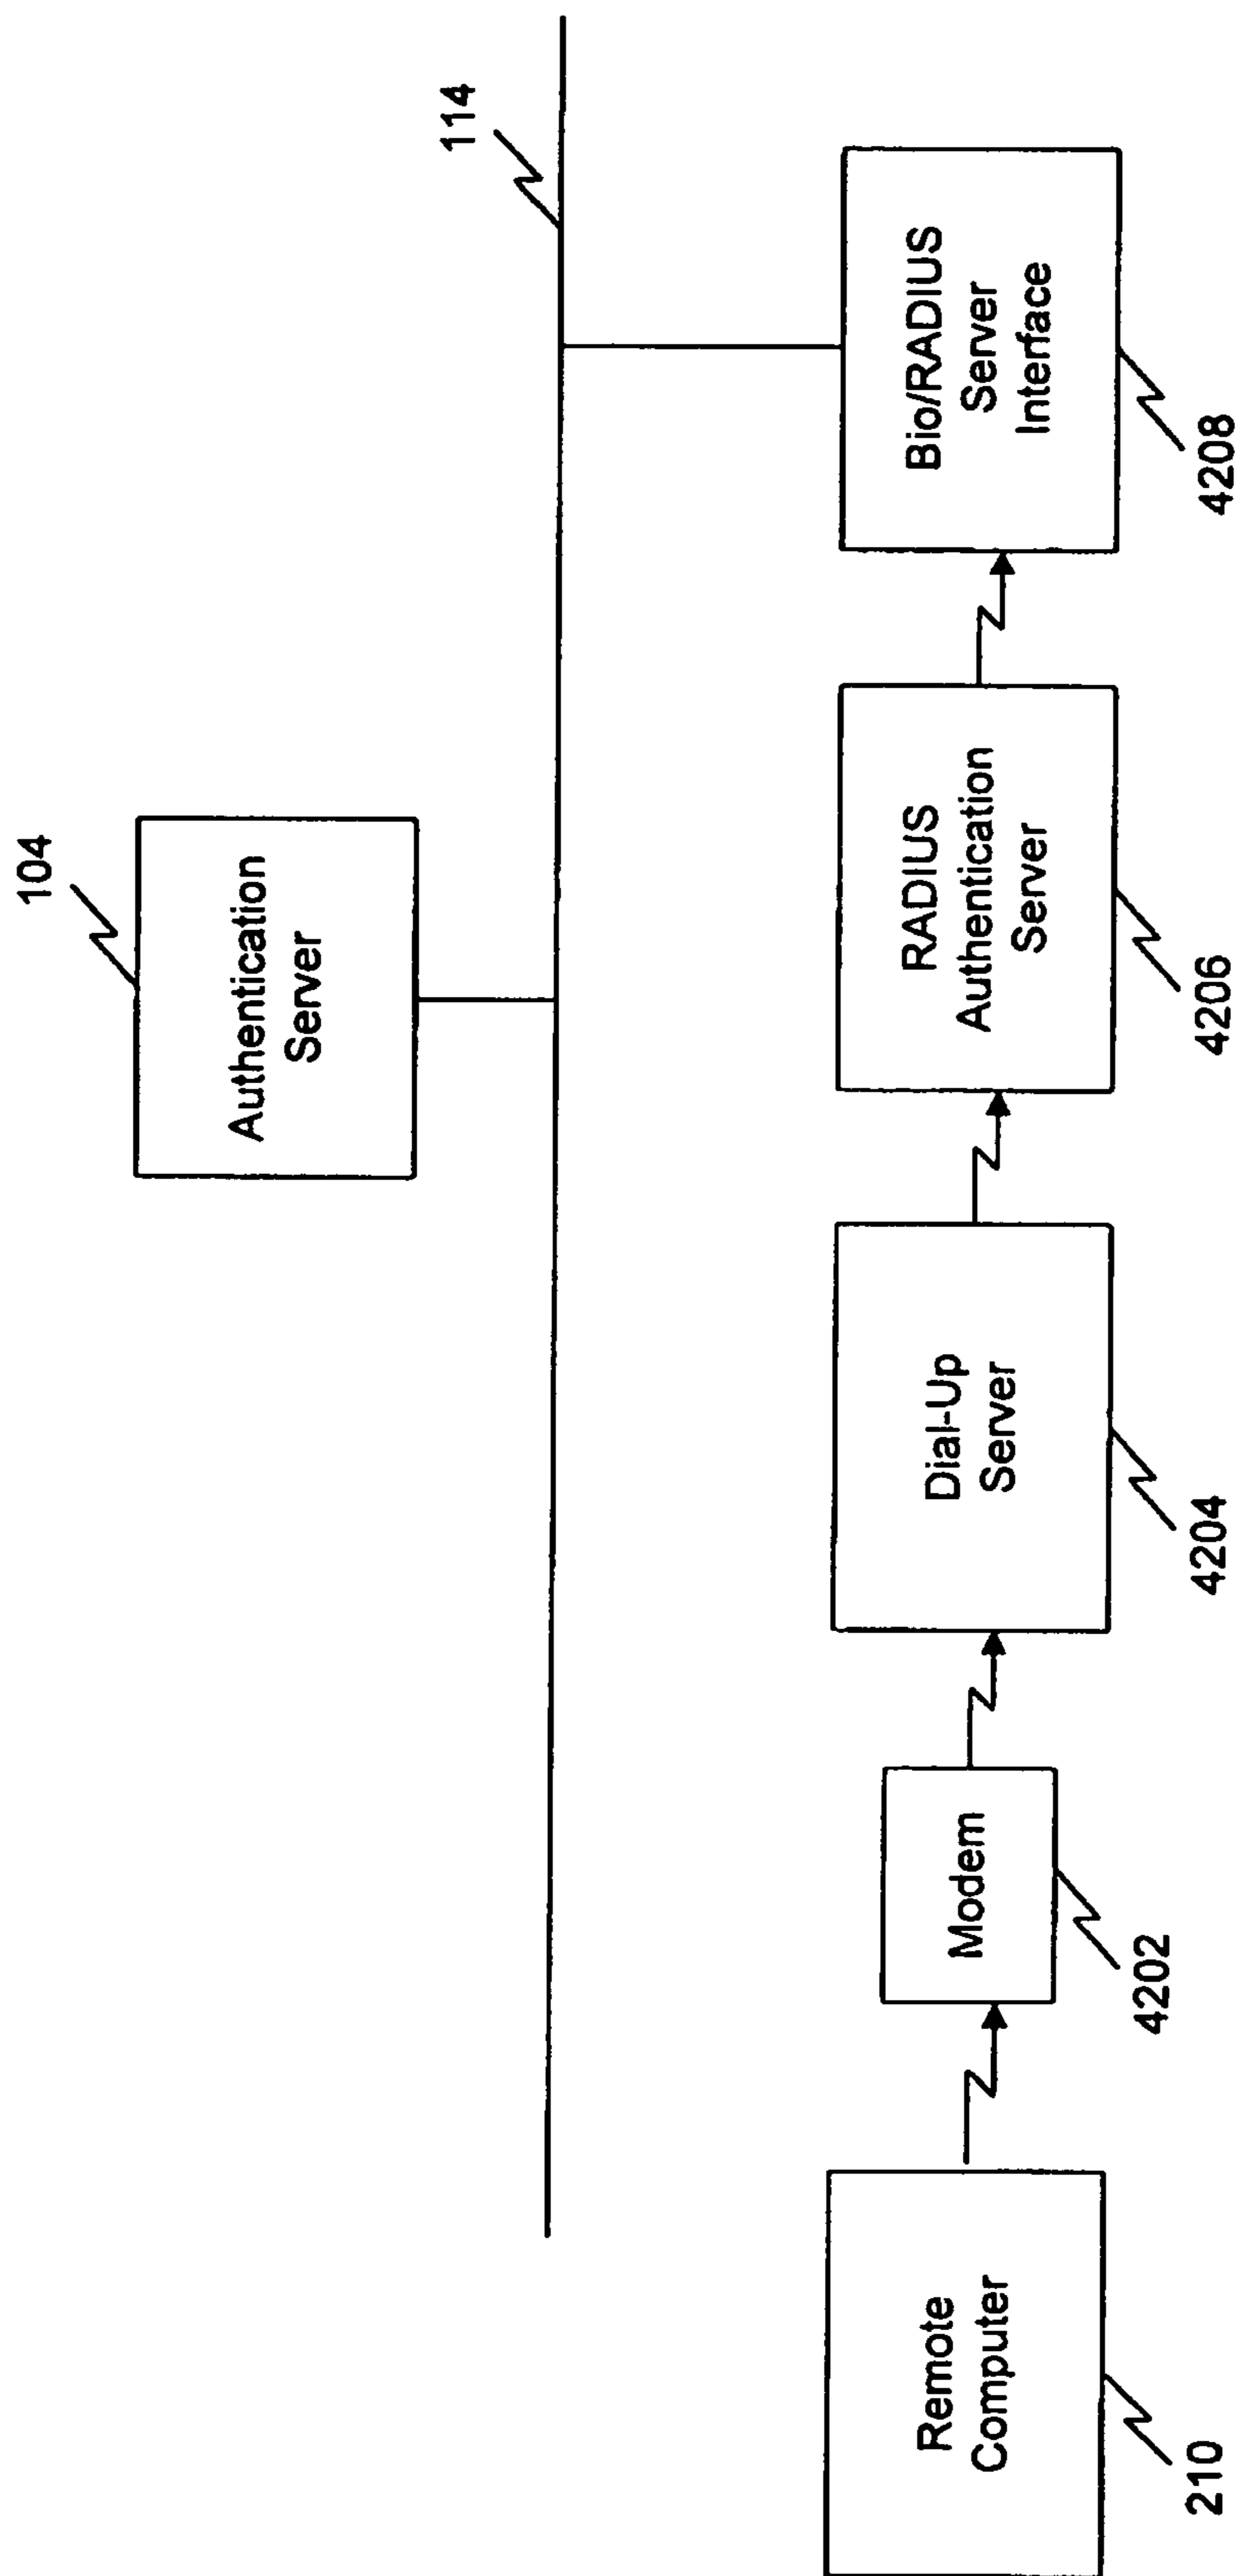 104
Authentication
Server
114
Remote
Computer
210
Modem
4202
Dial-Up
Server
4204
RADIUS
Authentication
Server
4206
Bio/RADIUS
Server
Interface
4208